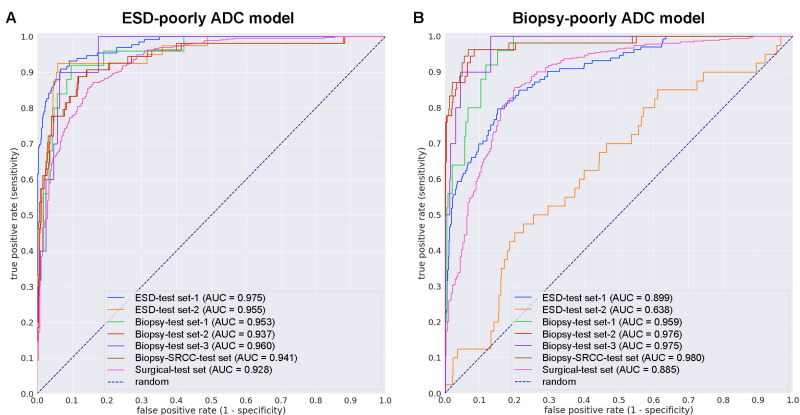 A
ESD-poorly ADC model
1.0
0.9
0.8
0.7
0.6
0.5
0.4
0.3
0.2
0.1
0.0
true positive rate (sensitivity)
ESD-test set-1 (AUC = 0.975)
ESD-test set-2 (AUC = 0.955)
Biopsy-test set-1 (AUC = 0.953)
Biopsy-test set-2 (AUC = 0.937)
Biopsy-test set-3 (AUC = 0.960)
Biopsy-SRCC-test set (AUC = 0.941)
Surgical-test set (AUC = 0.928)
random
0.0 0.1 0.2 0.3 0.4 0.5 0.6 0.7 0.8 0.9 1.0
false positive rate (1 - specificity)
B
Biopsy-poorly ADC model
1.0
0.9
0.8
0.7
0.6
0.5
0.4
0.3
0.2
0.1
0.0
true positive rate (sensitivity)
ESD-test set-1 (AUC = 0.899)
ESD-test set-2 (AUC = 0.638)
Biopsy-test set-1 (AUC = 0.959)
Biopsy-test set-2 (AUC = 0.976)
Biopsy-test set-3 (AUC = 0.975)
Biopsy-SRCC-test set (AUC = 0.980)
Surgical-test set (AUC = 0.885)
random
0.0 0.1 0.2 0.3 0.4 0.5 0.6 0.7 0.8 0.9 1.0
false positive rate (1 - specificity)